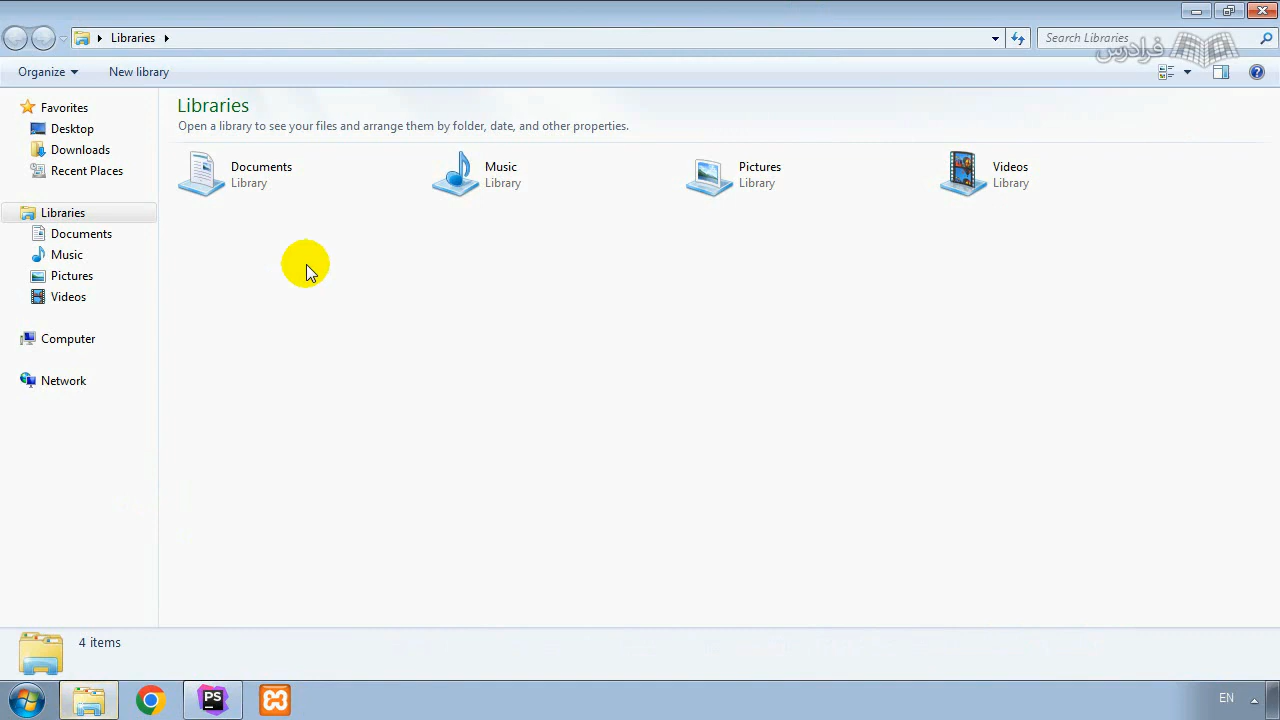 Libraries
Search Libraries
فرادرس
Organize
New library
Favorites
Desktop
Downloads
Recent Places
Libraries
Documents
Music
Pictures
Videos
Computer
Network
Libraries
Open a library to see your files and arrange them by folder, date, and other properties.
Documents
Library
Music
Library
Pictures
Library
Videos
Library
4 items
PS
EN